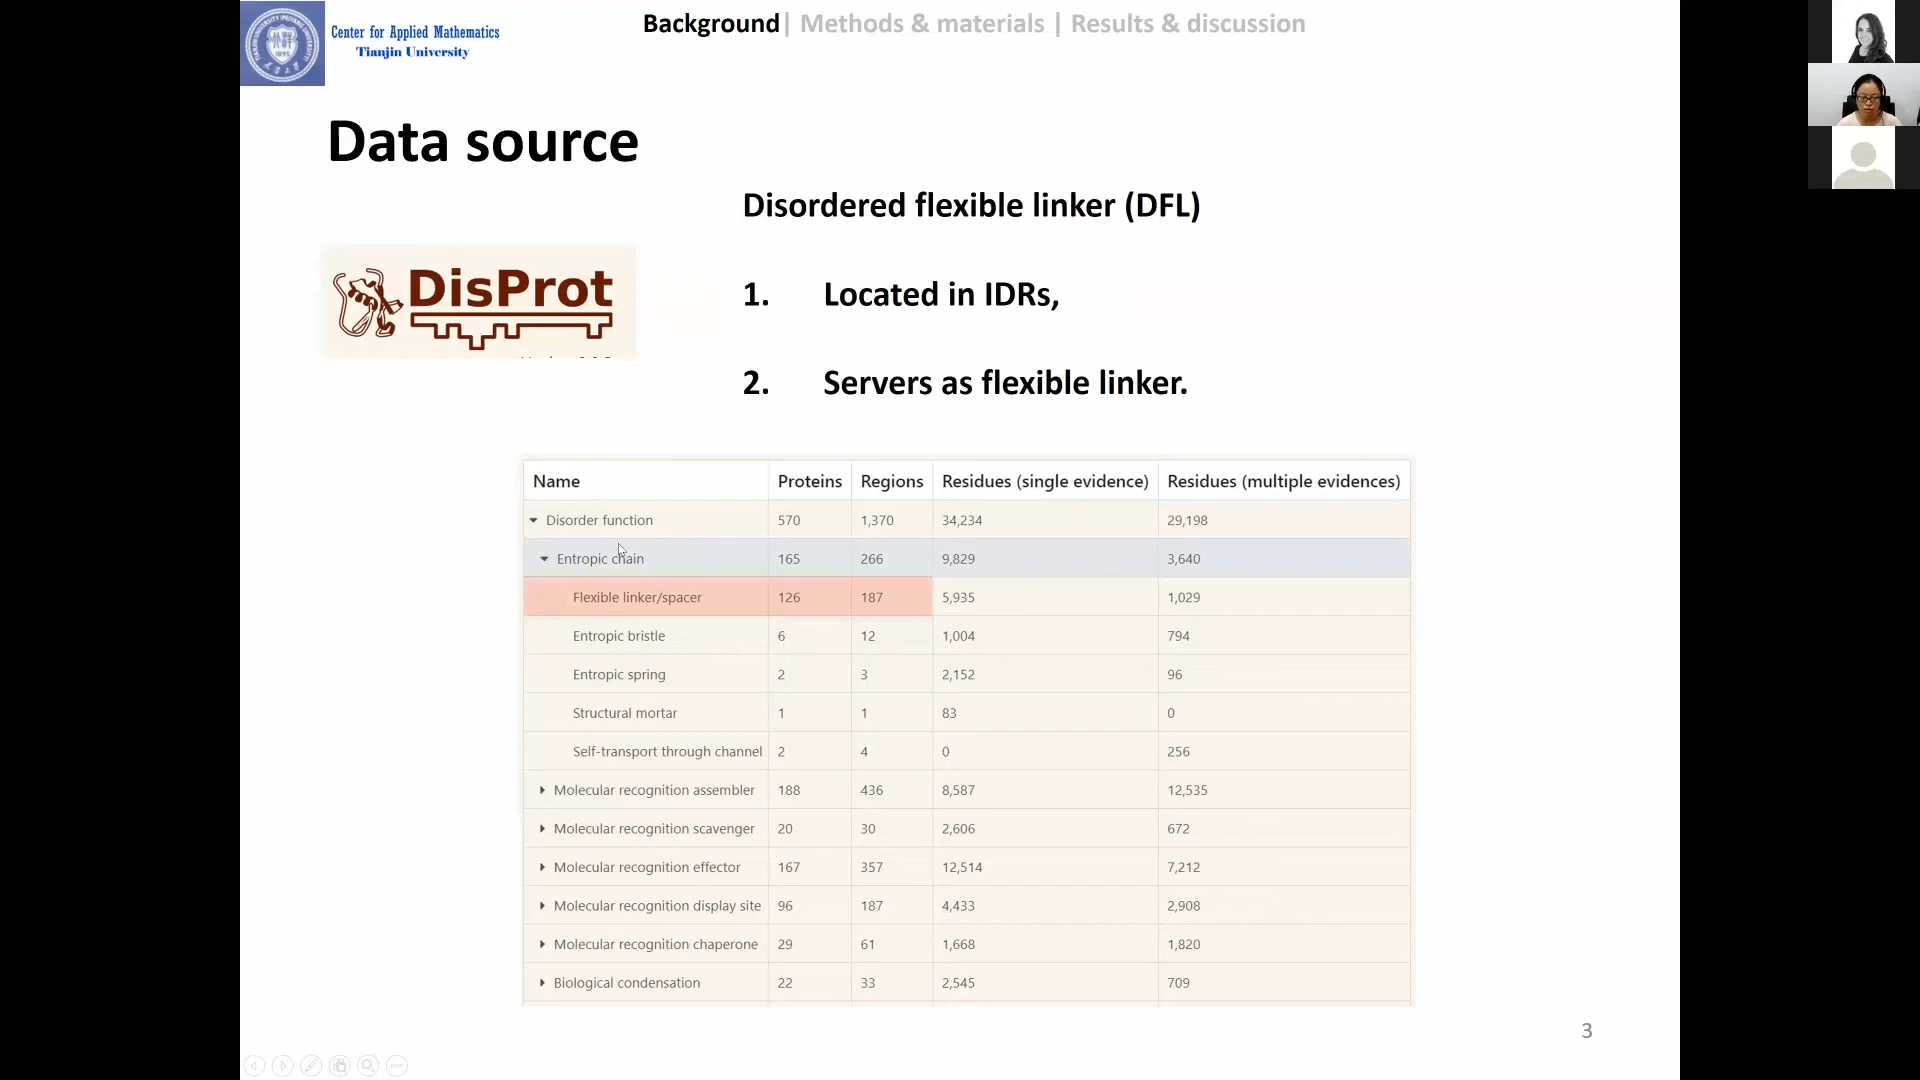 Center for Applied Mathematics
Tianjin University
Background| Methods & materials | Results & discussion
Data source
Disordered flexible linker (DFL)
DisProt
1. Located in IDRs,
2. Servers as flexible linker.
Name Proteins Regions Residues (single evidence) Residues (multiple evidences)
Disorder function 570 1,370 34,234 29,198
Entropic chain 165 266 9,829 3,640
Flexible linker/spacer 126 187 5,935 1,029
Entropic bristle 6 12 1,004 794
Entropic spring 2 3 2,152 96
Structural mortar 1 1 83 0
Self-transport through channel 2 4 0 256
Molecular recognition assembler 188 436 8,587 12,535
Molecular recognition scavenger 20 30 2,606 672
Molecular recognition effector 167 357 12,514 7,212
Molecular recognition display site 96 187 4,433 2,908
Molecular recognition chaperone 29 61 1,668 1,820
Biological condensation 22 33 2,545 709
3